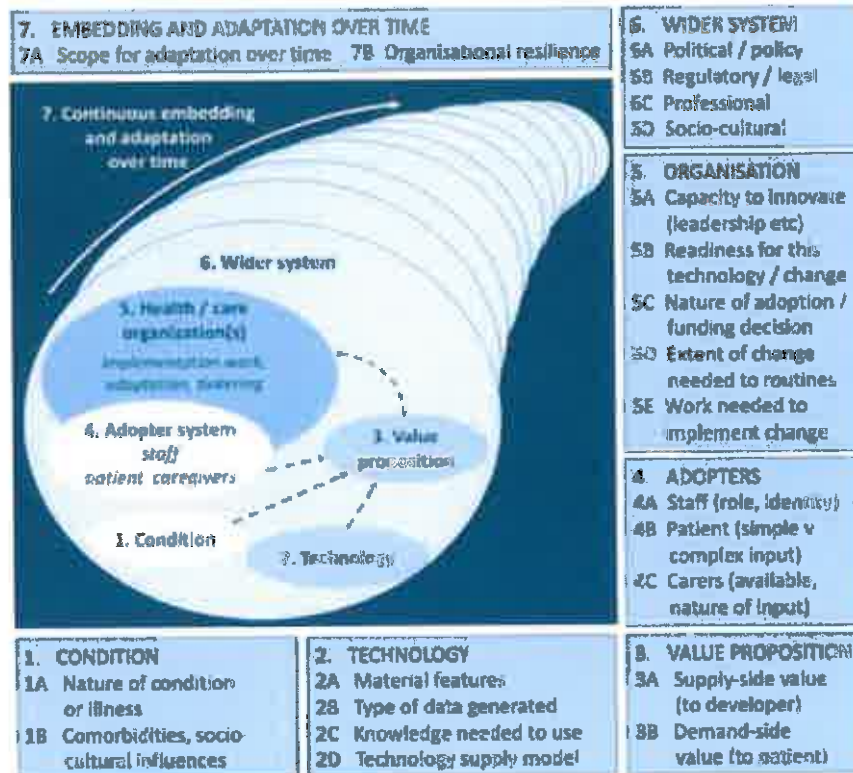 7. EMBEDDING AND ADAPTATION OVER TIME
7A Scope for adaptation over time 7B Organisational resilience
7. Continuous embedding
and adaptation
over time
6. Wider system
5. Health / care
organisation(s)
implementation work,
adaptation, tinkering
4. Adopter system
staff
patient caregivers
3. Value
proposition
1. Condition
2. Technology
6. WIDER SYSTEM
6A Political / policy
6B Regulatory / legal
6C Professional
6D Socio-cultural
5. ORGANISATION
5A Capacity to innovate
(leadership etc)
5B Readiness for this
technology / change
5C Nature of adoption /
funding decision
5D Extent of change
needed to routines
5E Work needed to
implement change
4. ADOPTERS
4A Staff (role, identity)
4B Patient (simple v
complex input)
4C Carers (available,
nature of input)
1. CONDITION
1A Nature of condition
or illness
1B Comorbidities, socio-
cultural influences
2. TECHNOLOGY
2A Material features
2B Type of data generated
2C Knowledge needed to use
2D Technology supply model
3. VALUE PROPOSITION
3A Supply-side value
(to developer)
3B Demand-side
value (to patient)